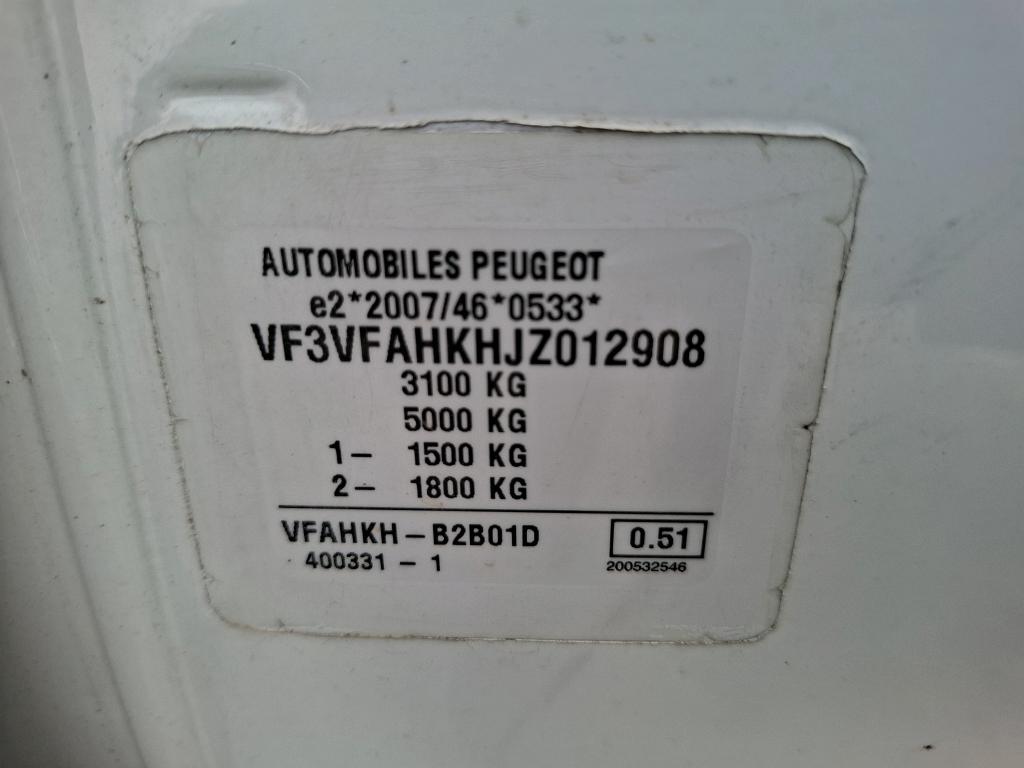 AUTOMOBILES PEUGEOT
e2*2007/46*0533*
VF3VFAHKHJZ012908
3100 KG
5000 KG
1- 1500 KG
2- 1800 KG
VFAHKH-B2B01D 0.51
400331-1 200532546